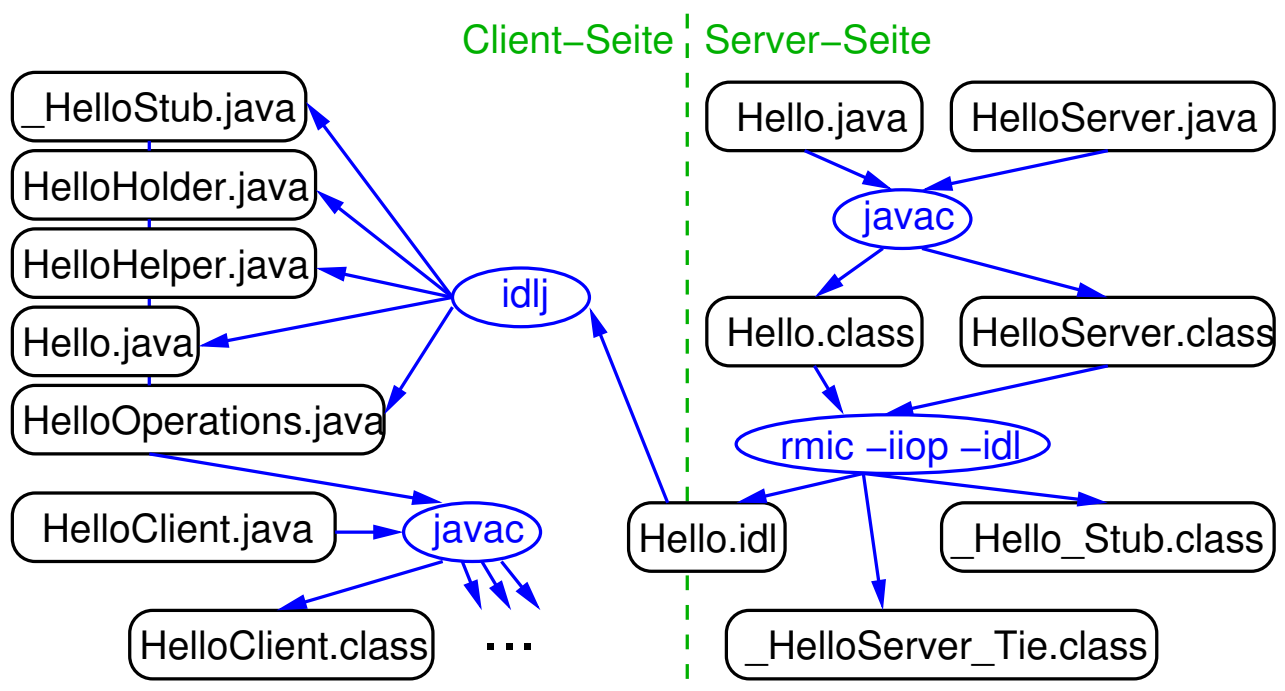 Client–Seite
Server–Seite
_HelloStub.java
HelloHolder.java
HelloHelper.java
Hello.java
HelloOperations.java
idlj
HelloClient.java
javac
HelloClient.class
...
Hello.java
HelloServer.java
javac
Hello.class
HelloServer.class
rmic –iiop –idl
Hello.idl
_Hello_Stub.class
_HelloServer_Tie.class